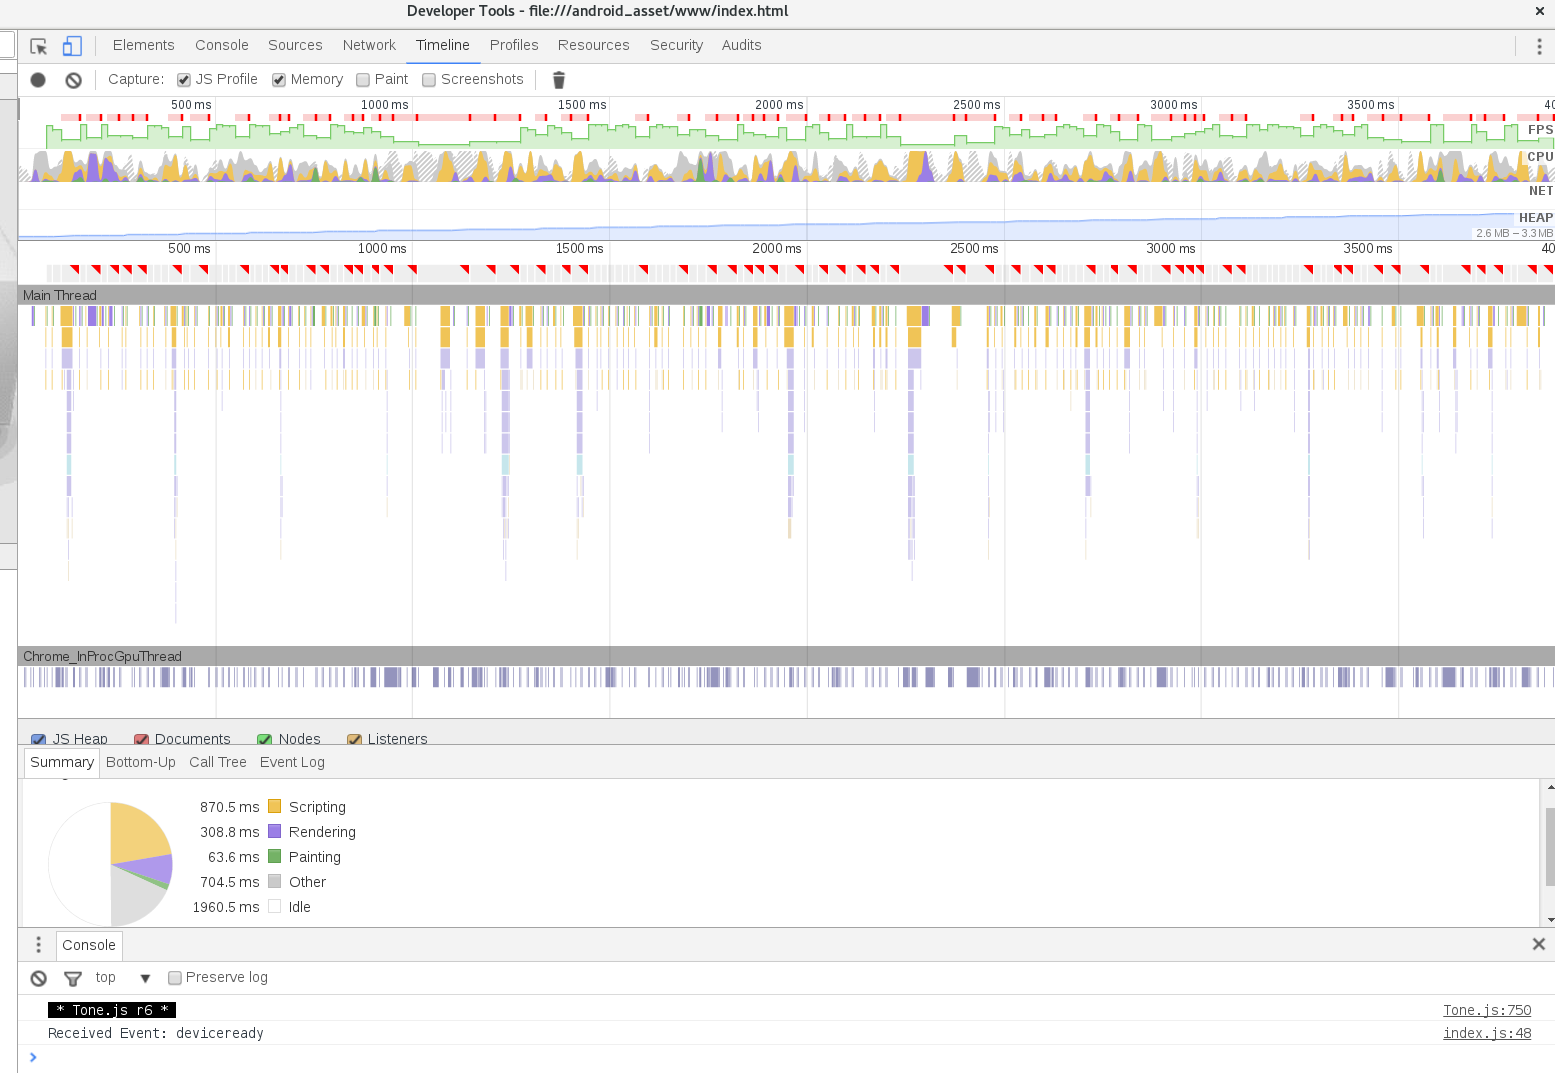 Developer Tools - file:///android_asset/www/index.html ×
Elements Console Sources Network Timeline Profiles Resources Security Audits
Capture: JS Profile Memory Paint Screenshots
500 ms 1000 ms 1500 ms 2000 ms 2500 ms 3000 ms 3500 ms 40
FPS
CPU
NET
HEAP
2.6 MB – 3.3 MB
500 ms 1000 ms 1500 ms 2000 ms 2500 ms 3000 ms 3500 ms 40
Main Thread
Chrome_InProcGpuThread
JS Heap Documents Nodes Listeners
Summary Bottom-Up Call Tree Event Log
870.5 ms Scripting
308.8 ms Rendering
63.6 ms Painting
704.5 ms Other
1960.5 ms Idle
Console
top Preserve log
* Tone.js r6 * Tone.js:750
Received Event: deviceready index.js:48